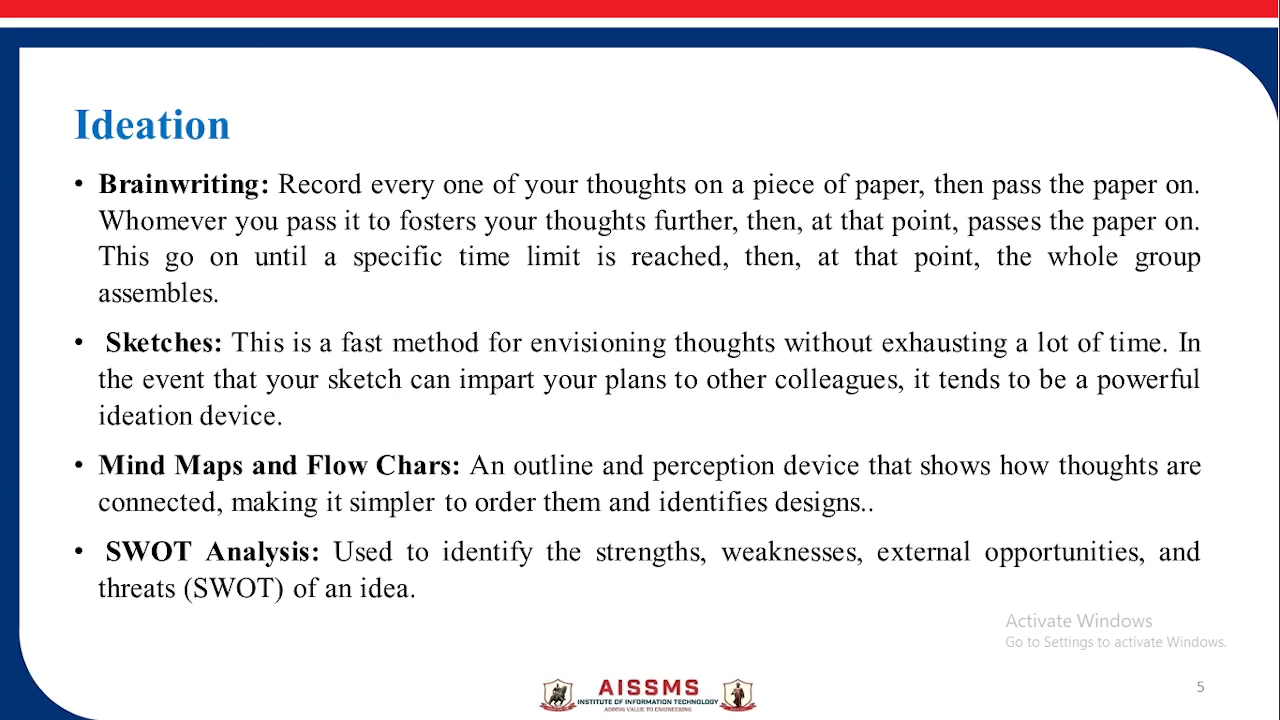 Ideation
• Brainwriting: Record every one of your thoughts on a piece of paper, then pass the paper on.
Whomever you pass it to fosters your thoughts further, then, at that point, passes the paper on.
This go on until a specific time limit is reached, then, at that point, the whole group
assembles.
• Sketches: This is a fast method for envisioning thoughts without exhausting a lot of time. In
the event that your sketch can impart your plans to other colleagues, it tends to be a powerful
ideation device.
• Mind Maps and Flow Chars: An outline and perception device that shows how thoughts are
connected, making it simpler to order them and identifies designs..
• SWOT Analysis: Used to identify the strengths, weaknesses, external opportunities, and
threats (SWOT) of an idea.
Activate Windows
Go to Settings to activate Windows.
AISSMS
INSTITUTE OF INFORMATION TECHNOLOGY
ADDING VALUE TO ENGINEERING
5